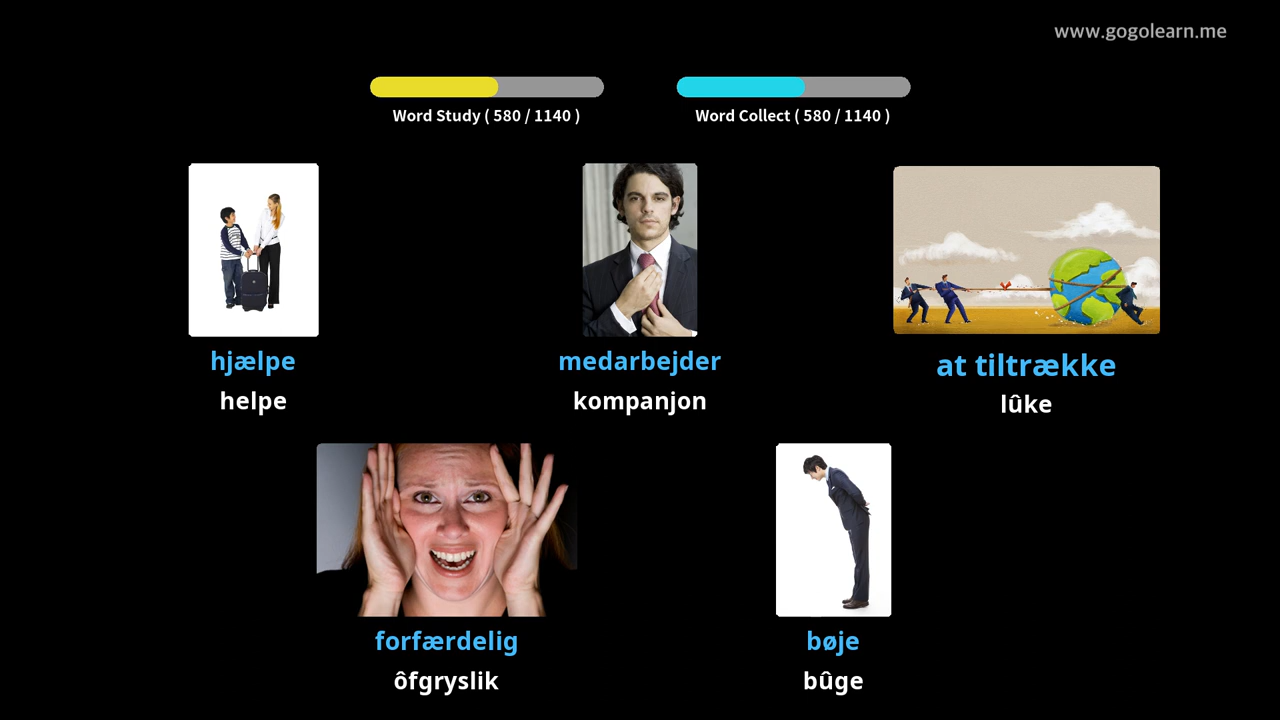 www.gogolearn.me
Word Study ( 580 / 1140 )
Word Collect ( 580 / 1140 )
hjælpe
helpe
medarbejder
kompanjon
at tiltrække
lûke
forfærdelig
ôfgryslik
bøje
bûge